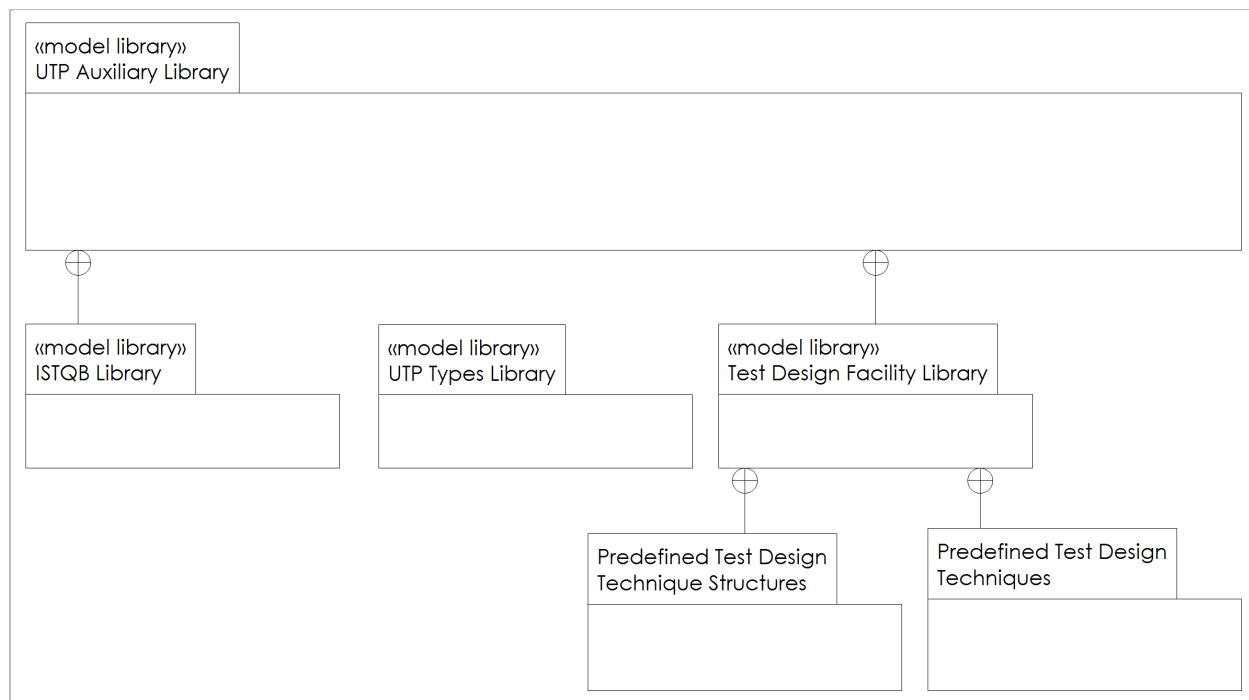 «model library»
UTP Auxiliary Library
«model library»
ISTQB Library
«model library»
UTP Types Library
«model library»
Test Design Facility Library
Predefined Test Design
Technique Structures
Predefined Test Design
Techniques